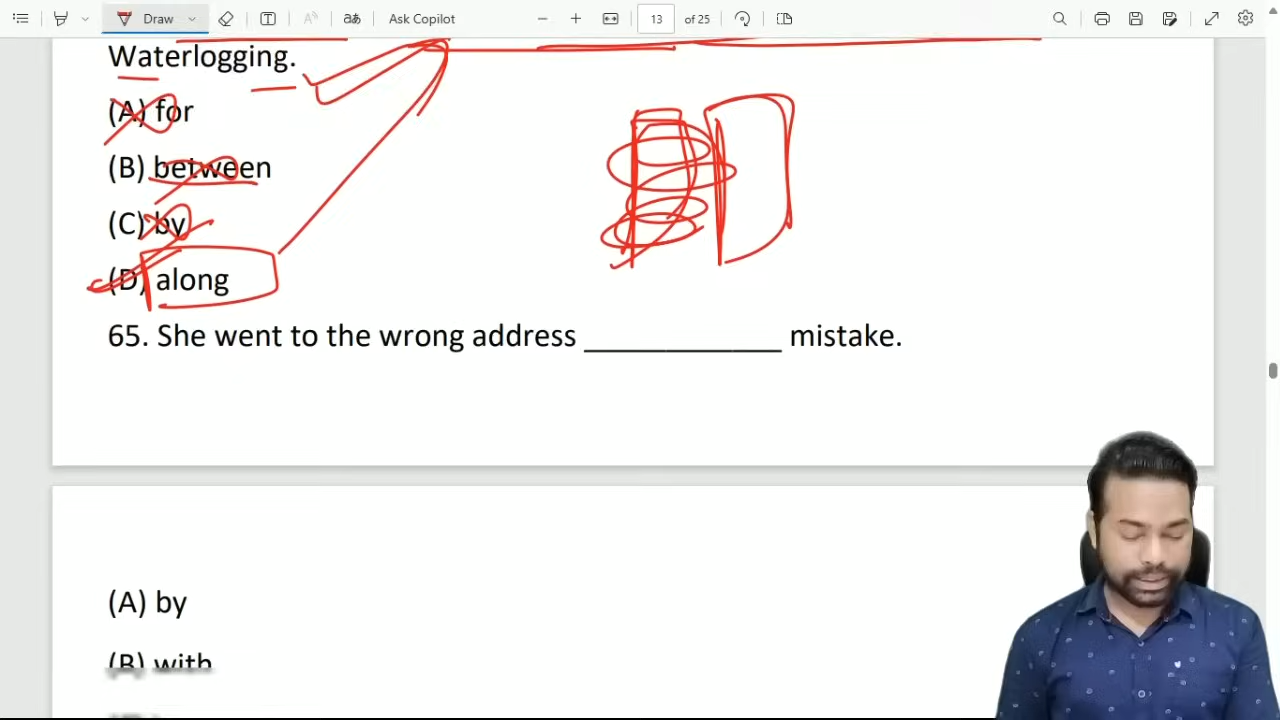 Draw
Ask Copilot
13
of 25
Waterlogging.
(A) for
(B) between
(C) by
(D) along
65. She went to the wrong address _____________ mistake.
(A) by
(B) with